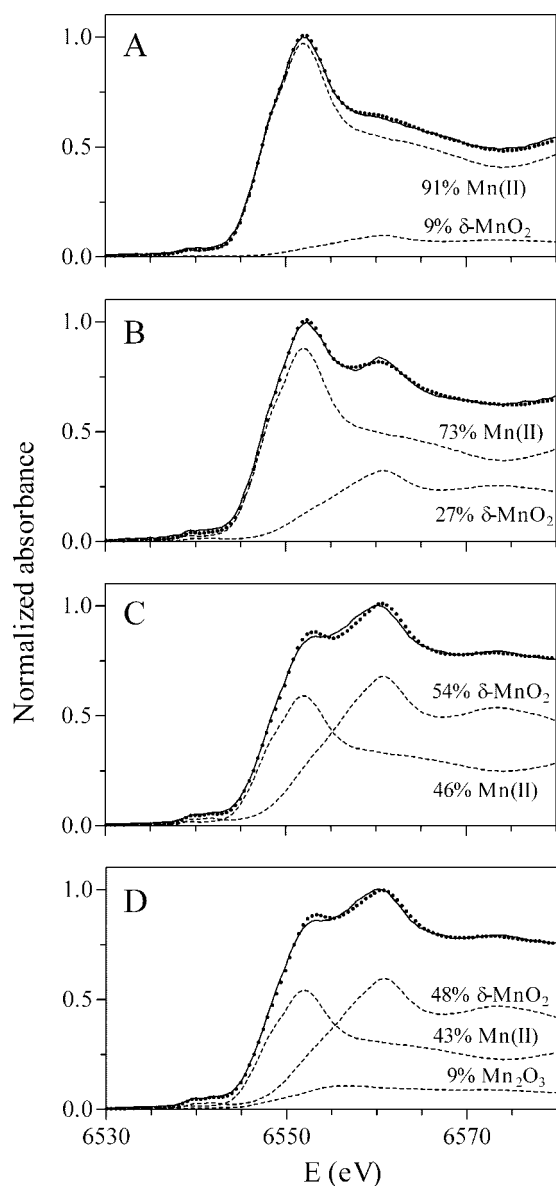 A
1.0
0.5
0.0
91% Mn(II)
9% δ-MnO2
B
1.0
0.5
0.0
73% Mn(II)
27% δ-MnO2
Normalized absorbance
C
1.0
0.5
0.0
54% δ-MnO2
46% Mn(II)
D
1.0
0.5
0.0
48% δ-MnO2
43% Mn(II)
9% Mn2O3
6530
6550
6570
E (eV)